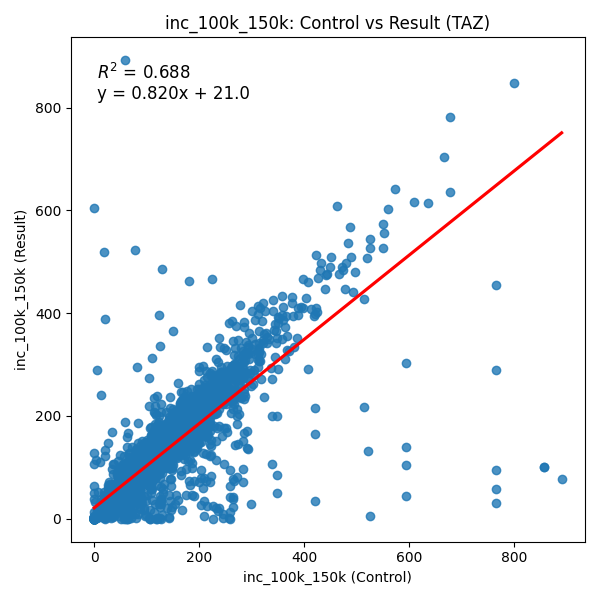 inc_100k_150k: Control vs Result (TAZ)
R² = 0.688
y = 0.820x + 21.0
inc_100k_150k (Result)
800
600
400
200
0
0 200 400 600 800
inc_100k_150k (Control)